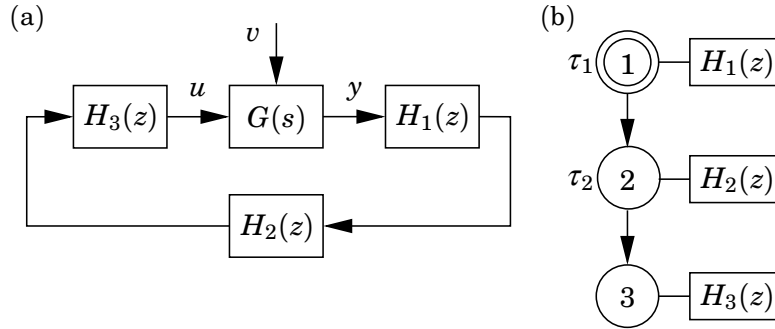 (a)
v
H₃(z)
u
G(s)
y
H₁(z)
H₂(z)
(b)
τ₁
1
H₁(z)
τ₂
2
H₂(z)
3
H₃(z)